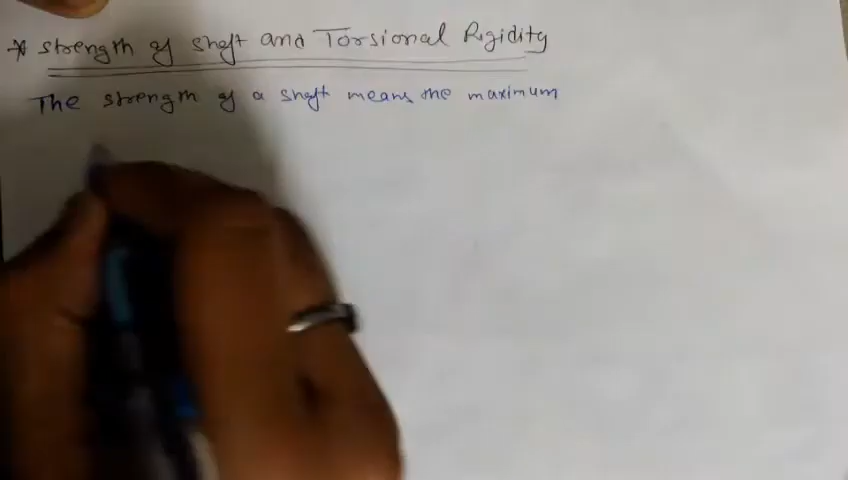 * Strength of shaft and Torsional Rigidity
The strength of a shaft means the maximum